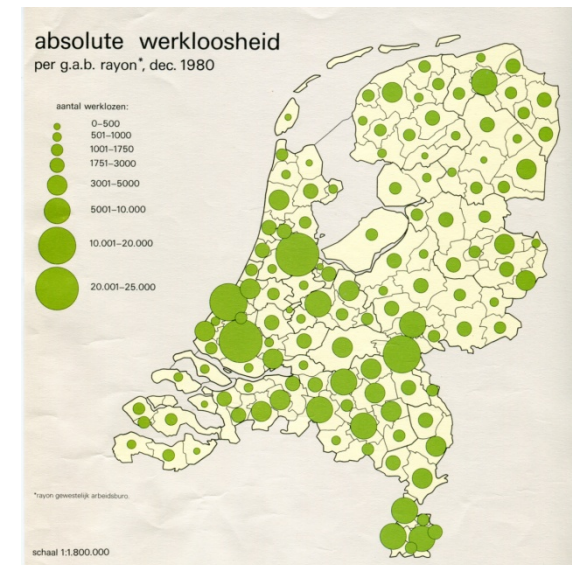 absolute werkloosheid
per g.a.b. rayon*, dec. 1980
aantal werklozen:
0–500
501–1000
1001–1750
1751–3000
3001–5000
5001–10.000
10.001–20.000
20.001–25.000
*rayon gewestelijk arbeidsburo.
schaal 1:1.800.000